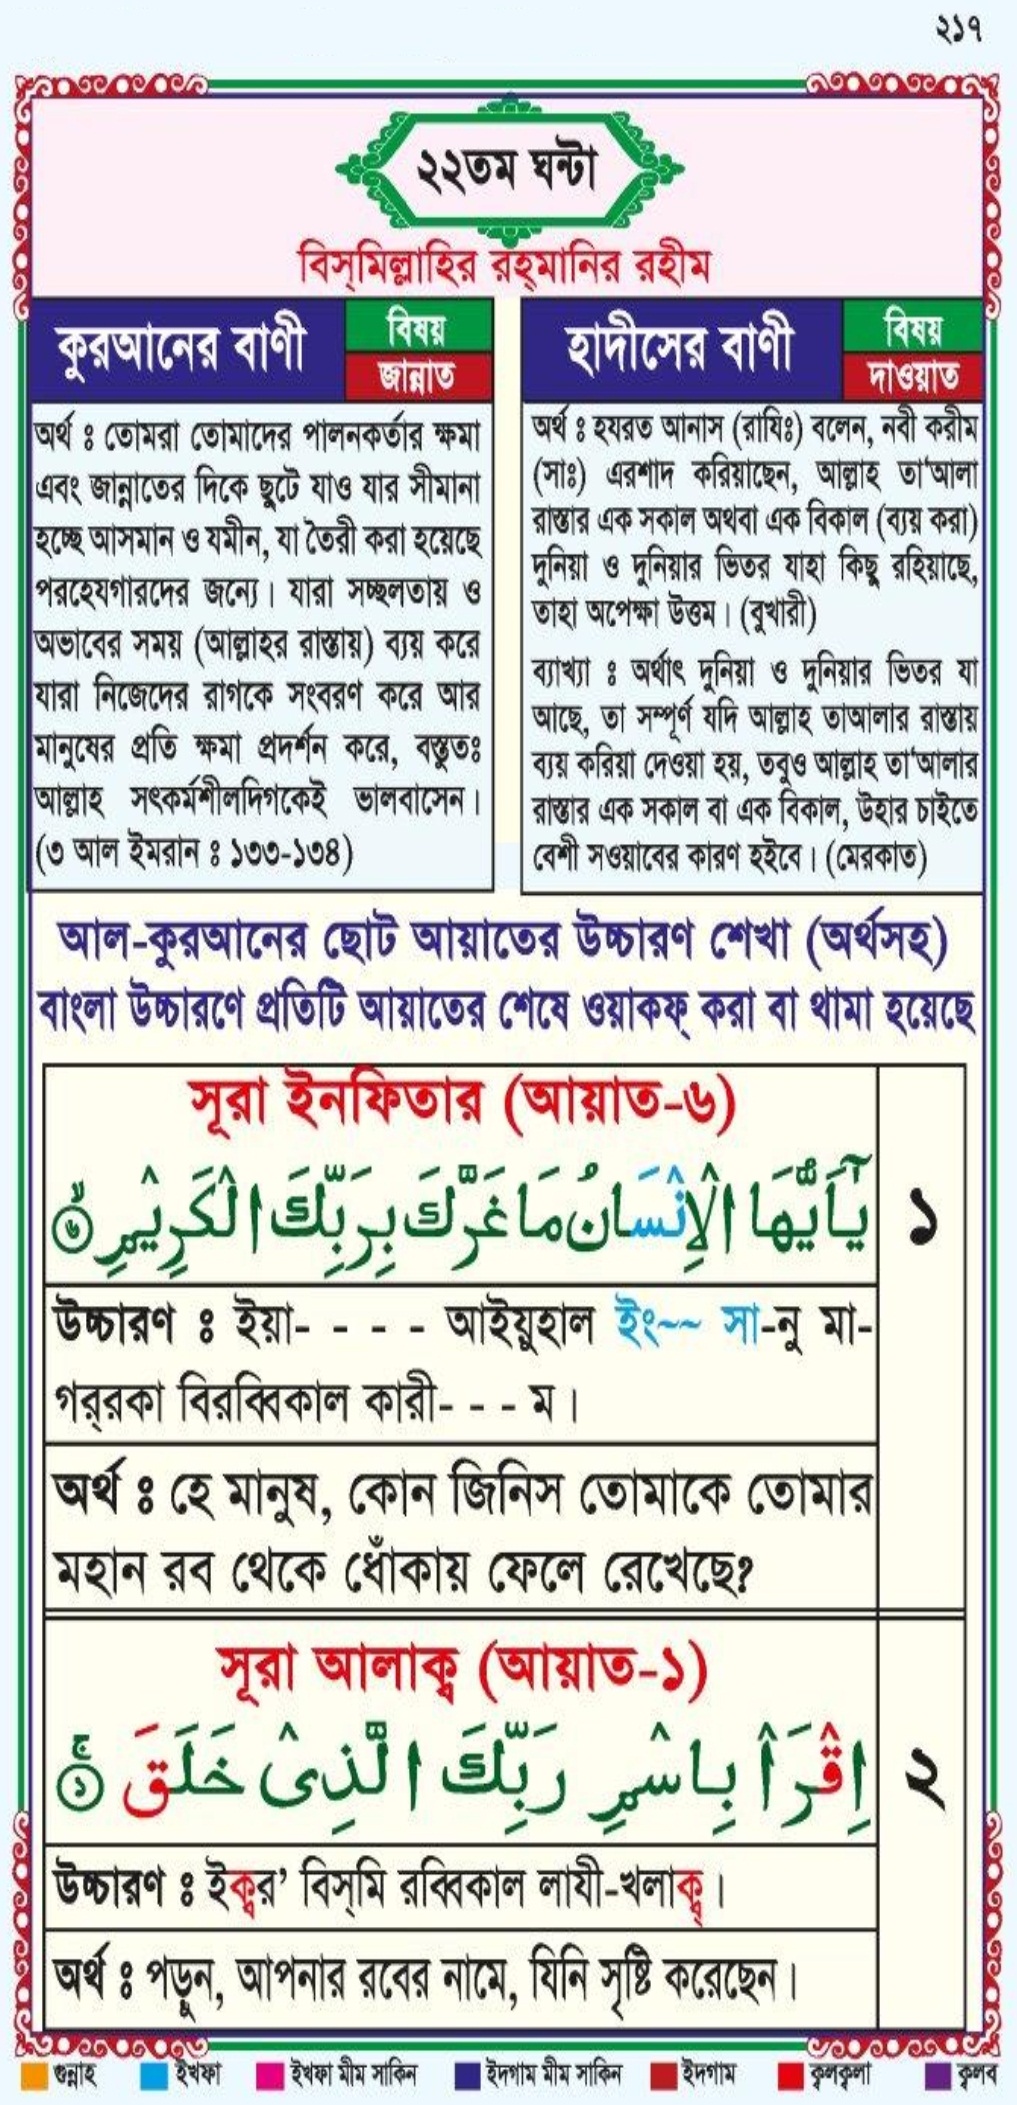 ২১৭
২২তম ঘন্টা
বিস্‌মিল্লাহির রহ্‌মানির রহীম
কুরআনের বাণী
বিষয়
জান্নাত
অর্থ ঃ তোমরা তোমাদের পালনকর্তার ক্ষমা
এবং জান্নাতের দিকে ছুটে যাও যার সীমানা
হচ্ছে আসমান ও যমীন, যা তৈরী করা হয়েছে
পরহেযগারদের জন্যে। যারা সচ্ছলতায় ও
অভাবের সময় (আল্লাহর রাস্তায়) ব্যয় করে
যারা নিজেদের রাগকে সংবরণ করে আর
মানুষের প্রতি ক্ষমা প্রদর্শন করে, বস্তুতঃ
আল্লাহ সৎকর্মশীলদিগকেই ভালবাসেন।
(৩ আল ইমরান ঃ ১৩৩-১৩৪)
হাদীসের বাণী
বিষয়
দাওয়াত
অর্থ ঃ হযরত আনাস (রাযিঃ) বলেন, নবী করীম
(সাঃ) এরশাদ করিয়াছেন, আল্লাহ তা‘আলা
রাস্তার এক সকাল অথবা এক বিকাল (ব্যয় করা)
দুনিয়া ও দুনিয়ার ভিতর যাহা কিছু রহিয়াছে,
তাহা অপেক্ষা উত্তম। (বুখারী)
ব্যাখ্যা ঃ অর্থাৎ দুনিয়া ও দুনিয়ার ভিতর যা
আছে, তা সম্পূর্ণ যদি আল্লাহ তাআলার রাস্তায়
ব্যয় করিয়া দেওয়া হয়, তবুও আল্লাহ তা‘আলার
রাস্তার এক সকাল বা এক বিকাল, উহার চাইতে
বেশী সওয়াবের কারণ হইবে। (মেরকাত)
আল-কুরআনের ছোট আয়াতের উচ্চারণ শেখা (অর্থসহ)
বাংলা উচ্চারণে প্রতিটি আয়াতের শেষে ওয়াকফ্ করা বা থামা হয়েছে
সূরা ইনফিতার (আয়াত-৬)
يٰٓاَيُّهَا الْاِنْسَانُ مَا غَرَّكَ بِرَبِّكَ الْكَرِيْمِ ۙ ۶
১
উচ্চারণ ঃ ইয়া- - - - আইয়ুহাল ইং~~ সা-নু মা-
গর্‌রকা বিরব্বিকাল কারী- - - ম।
অর্থ ঃ হে মানুষ, কোন জিনিস তোমাকে তোমার
মহান রব থেকে ধোঁকায় ফেলে রেখেছে?
সূরা আলাক্ব (আয়াত-১)
اِقْرَاْ بِاسْمِ رَبِّكَ الَّذِىْ خَلَقَ ۚ ۱
২
উচ্চারণ ঃ ইক্বর’ বিস্‌মি রব্বিকাল লাযী-খলাক্ব্।
অর্থ ঃ পড়ুন, আপনার রবের নামে, যিনি সৃষ্টি করেছেন।
গুন্নাহ ইখফা ইখফা মীম সাকিন ইদগাম মীম সাকিন ইদগাম ক্বলক্বলা ক্বলব